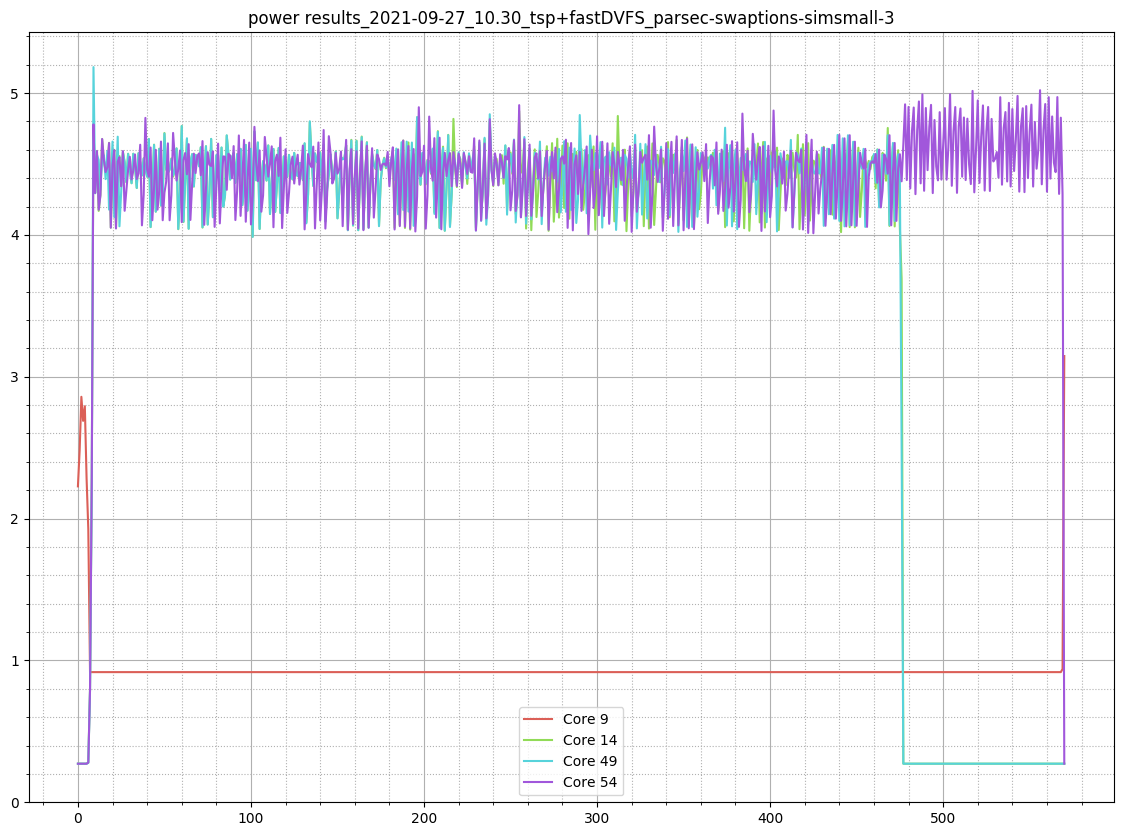 power results_2021-09-27_10.30_tsp+fastDVFS_parsec-swaptions-simsmall-3
5
4
3
2
1
0
Core 9
Core 14
Core 49
Core 54
0 100 200 300 400 500